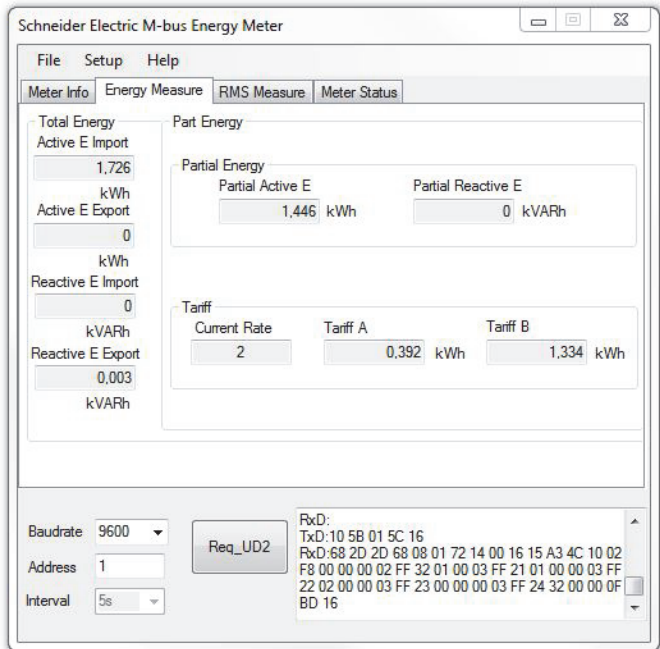 Schneider Electric M-bus Energy Meter
File Setup Help
Meter Info Energy Measure RMS Measure Meter Status
Total Energy
Active E Import
1,726
kWh
Active E Export
0
kWh
Reactive E Import
0
kVARh
Reactive E Export
0,003
kVARh
Part Energy
Partial Energy
Partial Active E Partial Reactive E
1,446 kWh 0 kVARh
Tariff
Current Rate Tariff A Tariff B
2 0,392 kWh 1,334 kWh
Baudrate 9600
Address 1
Interval 5s
Req_UD2
RxD:
TxD:10 5B 01 5C 16
RxD:68 2D 2D 68 08 01 72 14 00 16 15 A3 4C 10 02
F8 00 00 00 02 FF 32 01 00 03 FF 21 01 00 00 03 FF
22 02 00 00 03 FF 23 00 00 00 03 FF 24 32 00 00 0F
BD 16